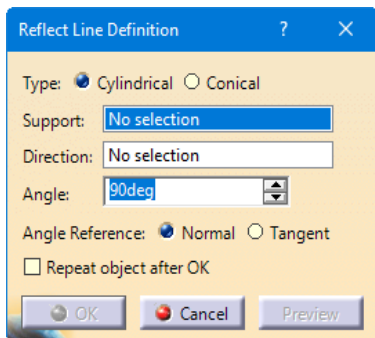 Reflect Line Definition ? ×
Type: Cylindrical Conical
Support: No selection
Direction: No selection
Angle: 90deg
Angle Reference: Normal Tangent
Repeat object after OK
OK Cancel Preview